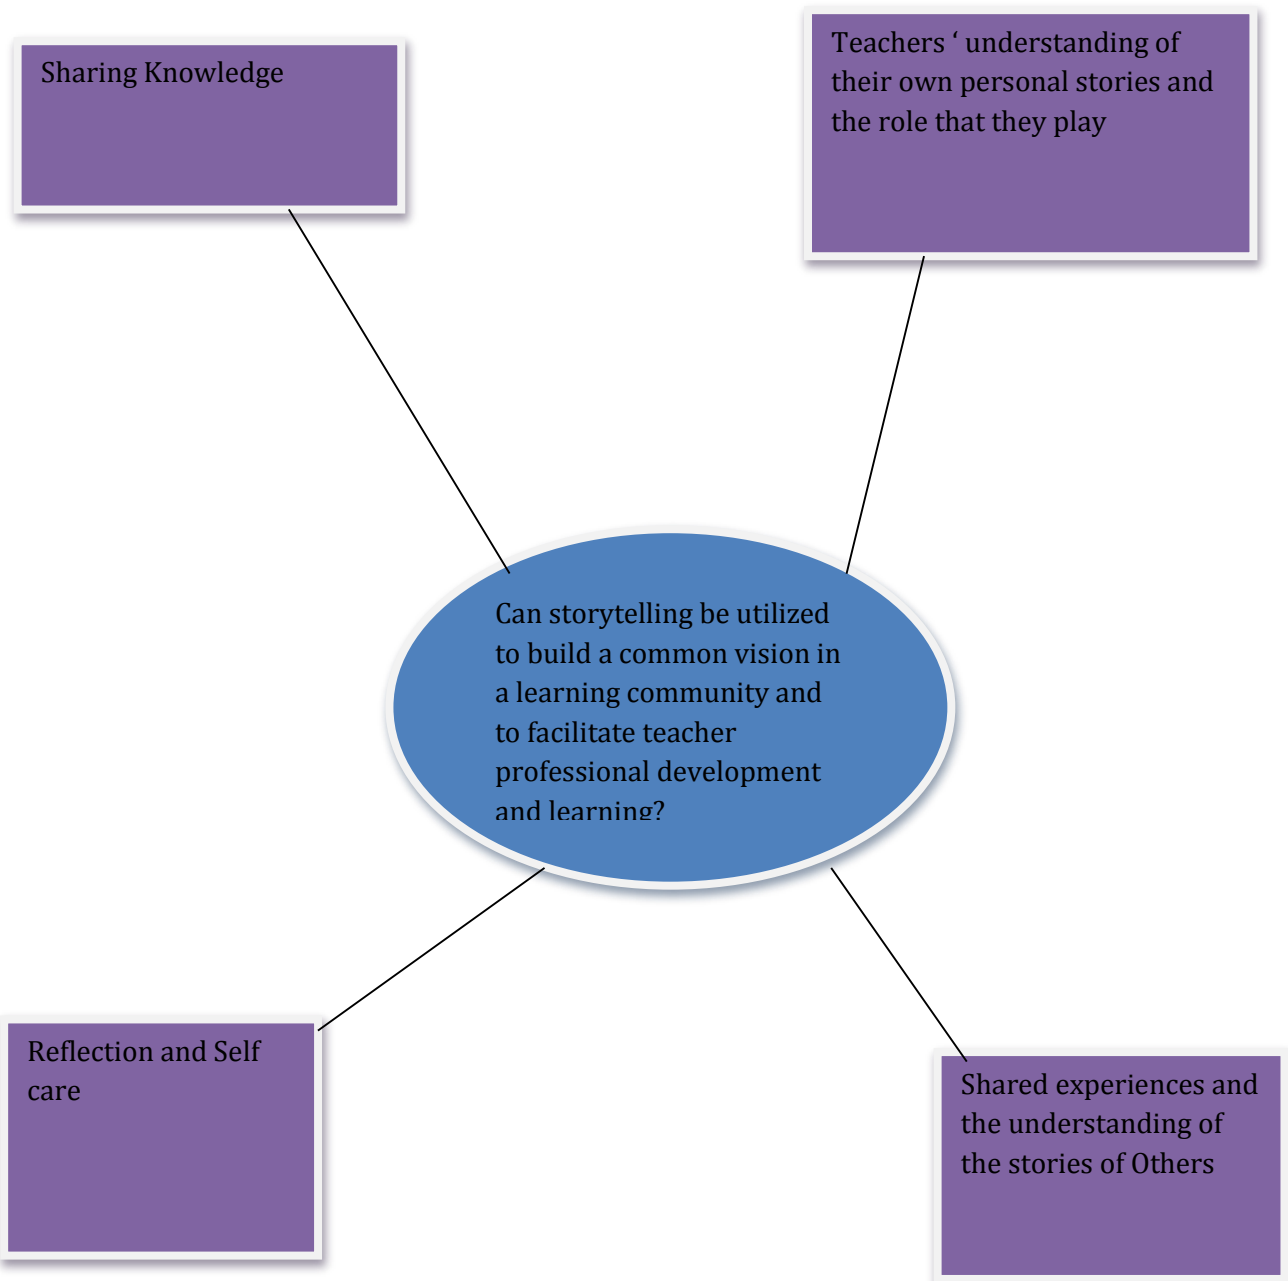 Sharing Knowledge
Teachers ‘ understanding of
their own personal stories and
the role that they play
Can storytelling be utilized
to build a common vision in
a learning community and
to facilitate teacher
professional development
and learning?
Reflection and Self
care
Shared experiences and
the understanding of
the stories of Others